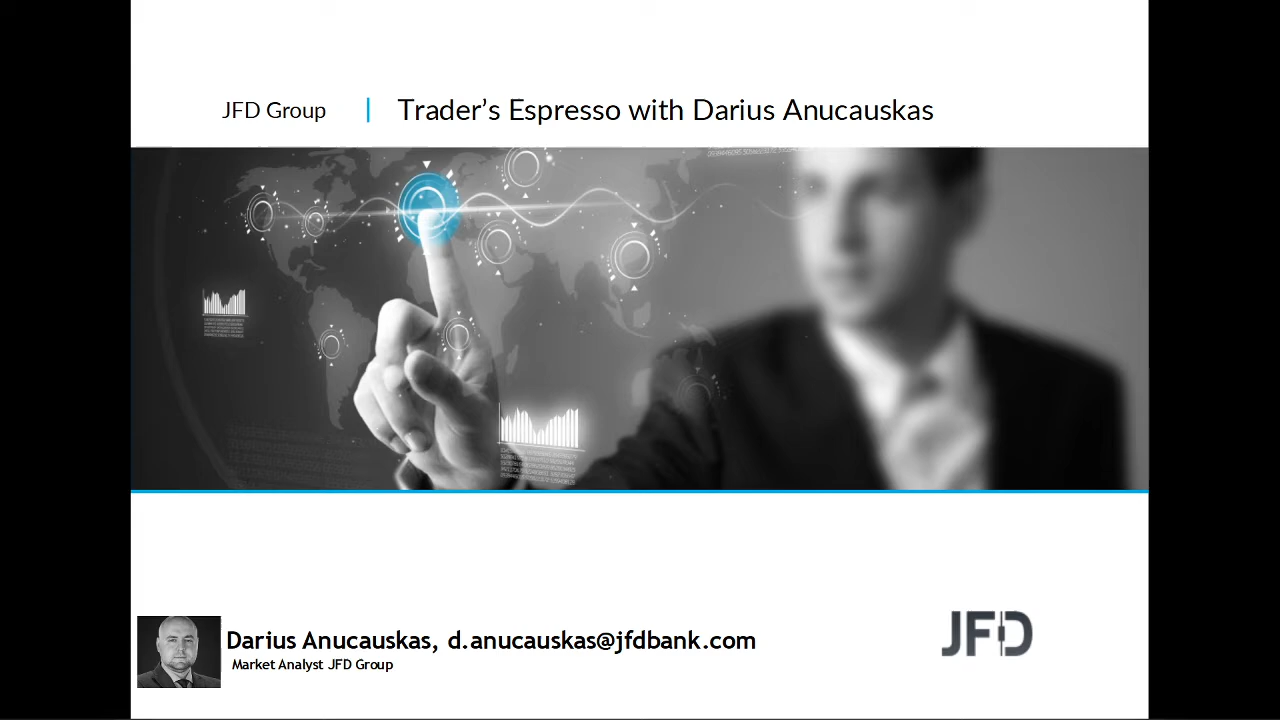 JFD Group
Trader's Espresso with Darius Anucauskas
Darius Anucauskas, d.anucauskas@jfdbank.com
Market Analyst JFD Group
JFD